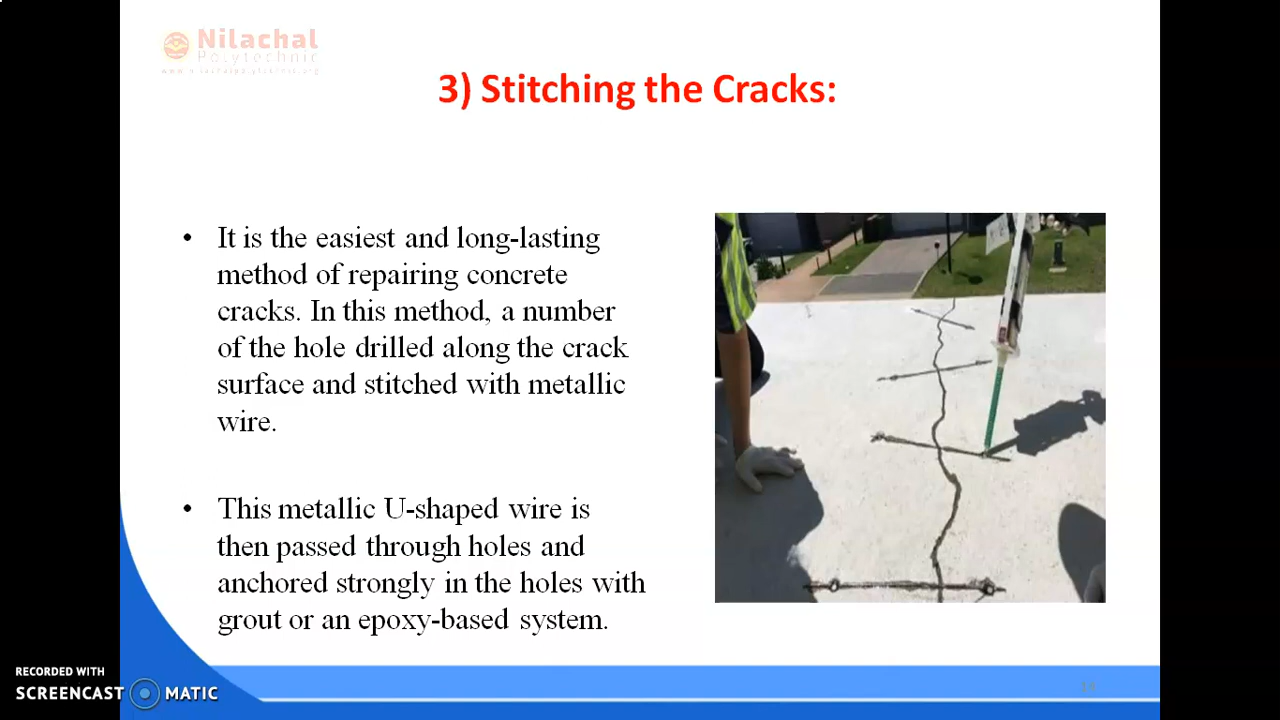 Nilachal
Polytechnic
3) Stitching the Cracks:
• It is the easiest and long-lasting
method of repairing concrete
cracks. In this method, a number
of the hole drilled along the crack
surface and stitched with metallic
wire.
• This metallic U-shaped wire is
then passed through holes and
anchored strongly in the holes with
grout or an epoxy-based system.
RECORDED WITH
SCREENCAST MATIC